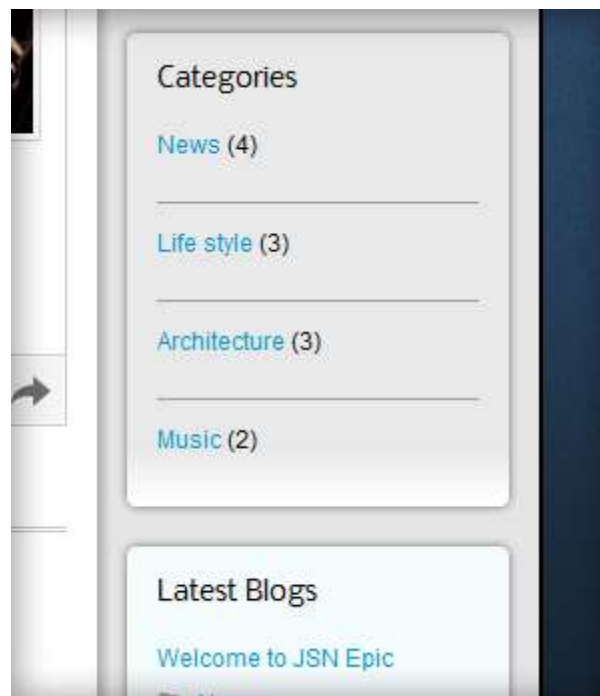 Categories
News (4)
Life style (3)
Architecture (3)
Music (2)
Latest Blogs
Welcome to JSN Epic